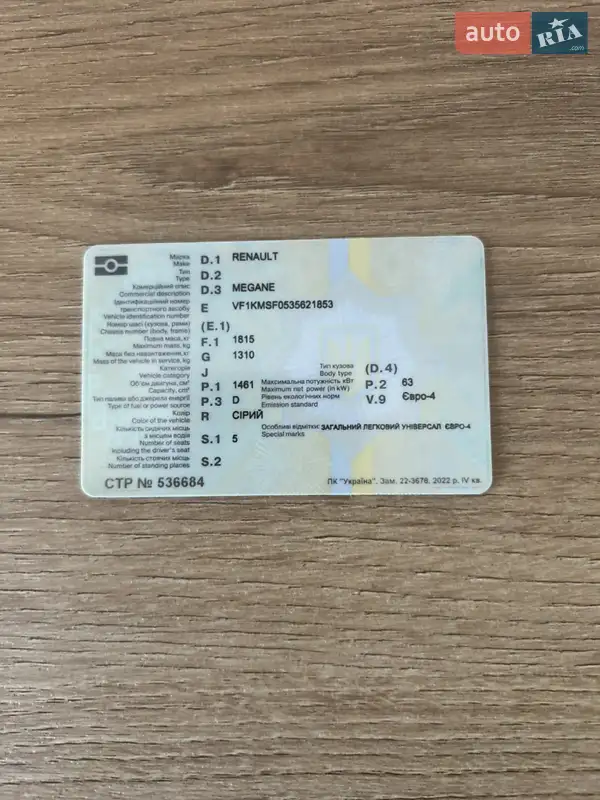 auto RIA .com
Марка
Make D.1 RENAULT
Тип
Type D.2
Комерційний опис
Commercial description D.3 MEGANE
Ідентифікаційний номер
транспортного засобу E VF1KMSF0535621853
Vehicle identification number
Номер шасі (кузова, рами) (E.1)
Chassis number (body, frame)
Повна маса, кг F.1 1815
Maximum mass, kg
Маса без навантаження, кг G 1310
Mass of the vehicle in service, kg
Категорія J
Vehicle category
Тип кузова
Body type (D.4)
Об'єм двигуна, см³ P.1 1461
Capacity, cm³
Максимальна потужність кВт P.2 63
Maximum net power (in kW)
Тип палива або джерела енергії P.3 D
Type of fuel or power source
Рівень екологічних норм V.9 Євро-4
Emission standard
Колір R СІРИЙ
Color of the vehicle
Особливі відмітки: ЗАГАЛЬНИЙ ЛЕГКОВИЙ УНІВЕРСАЛ ЄВРО-4
Special marks
Кількість сидячих місць
з місцем водія S.1 5
Number of seats
including the driver's seat
Кількість стоячих місць S.2
Number of standing places
СТР № 536684
ПК "Україна", Зам. 22-3676, 2022 р. IV кв.